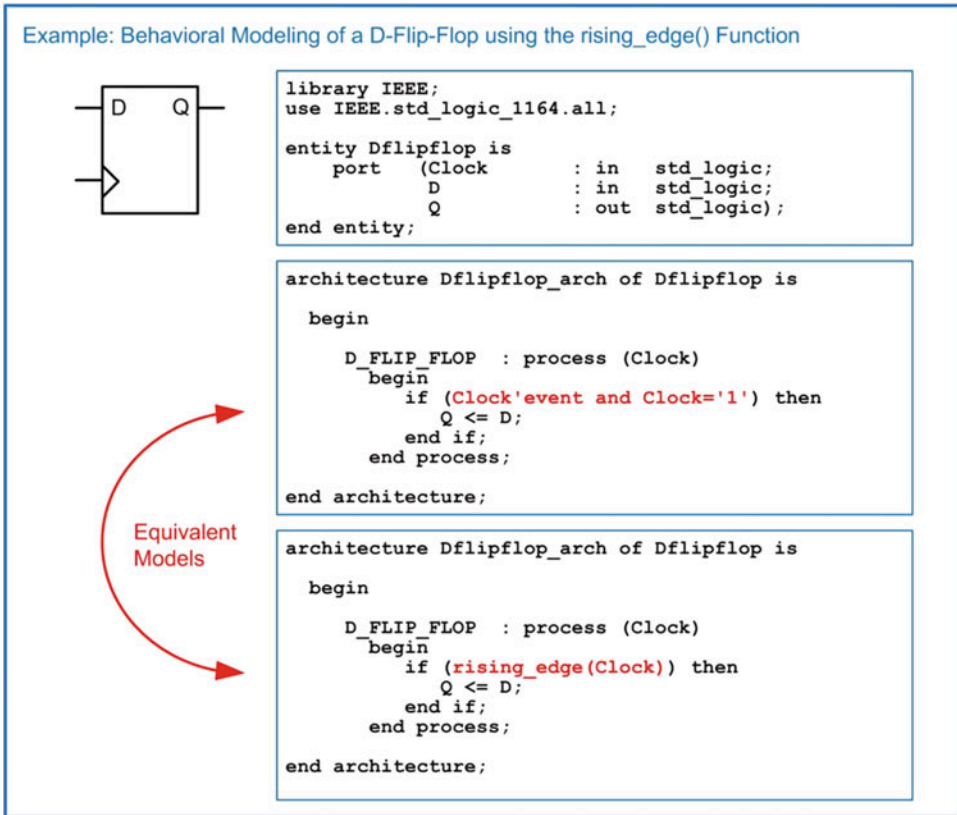 Example: Behavioral Modeling of a D-Flip-Flop using the rising_edge() Function
D Q
library IEEE;
use IEEE.std_logic_1164.all;
entity Dflipflop is
port (Clock : in std_logic;
D : in std_logic;
Q : out std_logic);
end entity;
architecture Dflipflop_arch of Dflipflop is
begin
D_FLIP_FLOP : process (Clock)
begin
if (Clock'event and Clock='1') then
Q <= D;
end if;
end process;
end architecture;
Equivalent
Models
architecture Dflipflop_arch of Dflipflop is
begin
D_FLIP_FLOP : process (Clock)
begin
if (rising_edge(Clock)) then
Q <= D;
end if;
end process;
end architecture;